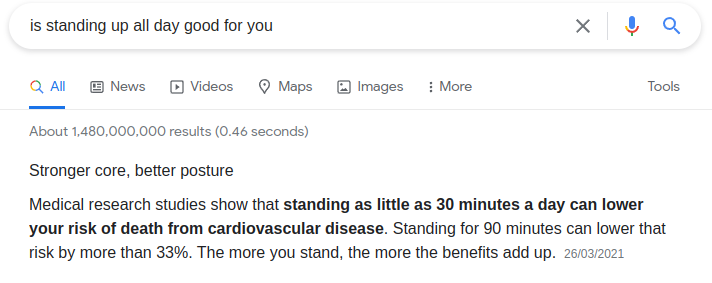 is standing up all day good for you
All News Videos Maps Images More Tools
About 1,480,000,000 results (0.46 seconds)
Stronger core, better posture
Medical research studies show that standing as little as 30 minutes a day can lower
your risk of death from cardiovascular disease. Standing for 90 minutes can lower that
risk by more than 33%. The more you stand, the more the benefits add up. 26/03/2021